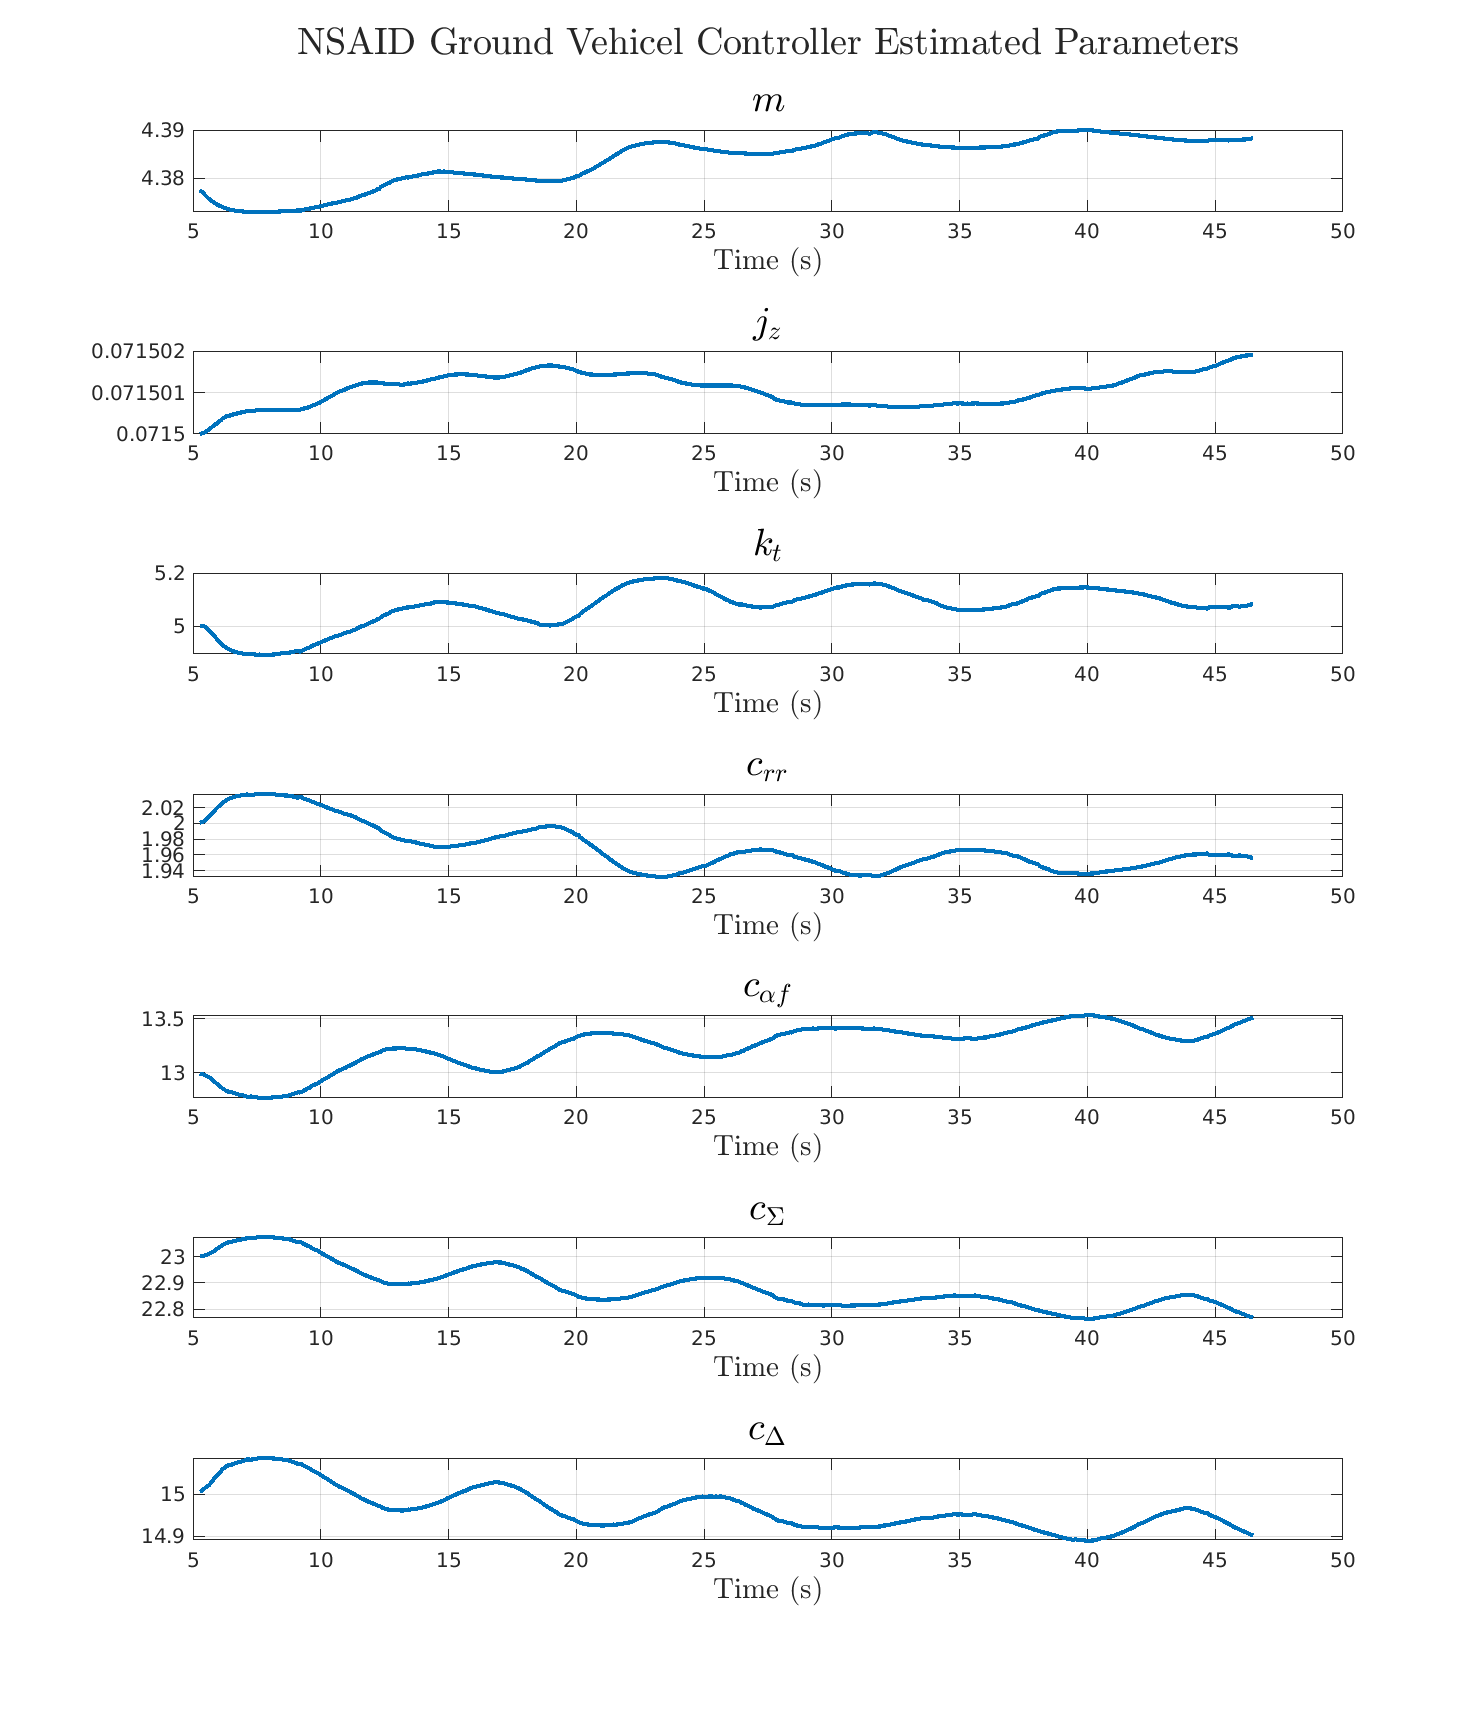 NSAID Ground Vehicel Controller Estimated Parameters
m
4.39
4.38
5 10 15 20 25 30 35 40 45 50
Time (s)
j_z
0.071502
0.071501
0.0715
5 10 15 20 25 30 35 40 45 50
Time (s)
k_t
5.2
5
5 10 15 20 25 30 35 40 45 50
Time (s)
c_{rr}
2.02
2
1.98
1.96
1.94
5 10 15 20 25 30 35 40 45 50
Time (s)
c_{αf}
13.5
13
5 10 15 20 25 30 35 40 45 50
Time (s)
c_Σ
23
22.9
22.8
5 10 15 20 25 30 35 40 45 50
Time (s)
c_Δ
15
14.9
5 10 15 20 25 30 35 40 45 50
Time (s)